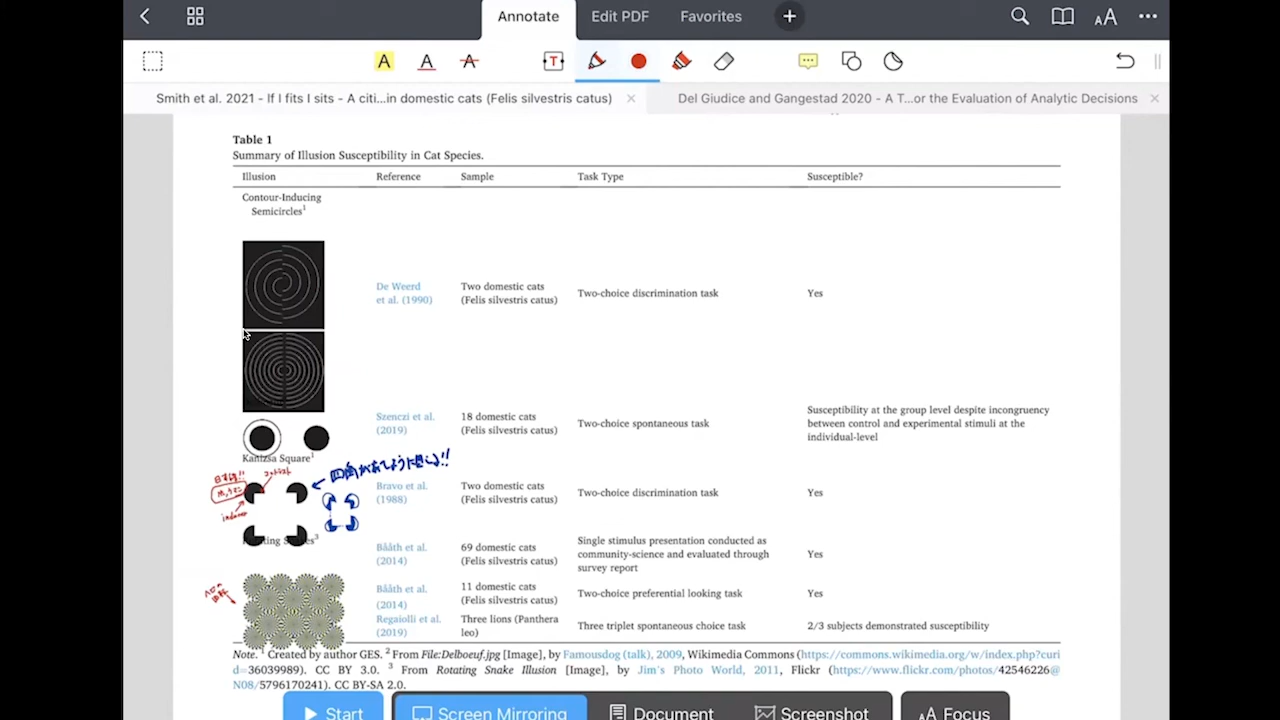 Annotate Edit PDF Favorites
Smith et al. 2021 - If I fits I sits - A citi...in domestic cats (Felis silvestris catus)
Del Giudice and Gangestad 2020 - A T...or the Evaluation of Analytic Decisions
Table 1
Summary of Illusion Susceptibility in Cat Species.
Illusion Reference Sample Task Type Susceptible?
Contour-Inducing
Semicircles1
De Weerd
et al. (1990)
Two domestic cats
(Felis silvestris catus)
Two-choice discrimination task
Yes
Szenczi et al.
(2019)
18 domestic cats
(Felis silvestris catus)
Two-choice spontaneous task
Susceptibility at the group level despite incongruency
between control and experimental stimuli at the
individual-level
Kanizsa Square1
Bravo et al.
(1988)
Two domestic cats
(Felis silvestris catus)
Two-choice discrimination task
Yes
Bååth et al.
(2014)
69 domestic cats
(Felis silvestris catus)
Single stimulus presentation conducted as
community-science and evaluated through
survey report
Yes
Bååth et al.
(2014)
11 domestic cats
(Felis silvestris catus)
Two-choice preferential looking task
Yes
Regaiolli et al.
(2019)
Three lions (Panthera
leo)
Three triplet spontaneous choice task
2/3 subjects demonstrated susceptibility
Note. 1 Created by author GES. 2 From File:Delboeuf.jpg [Image], by Famousdog (talk), 2009, Wikimedia Commons (https://commons.wikimedia.org/w/index.php?curi
d=36039989). CC BY 3.0. 3 From Rotating Snake Illusion [Image], by Jim's Photo World, 2011, Flickr (https://www.flickr.com/photos/42546226@
N08/5796170241). CC BY-SA 2.0.
Start Screen Mirroring Document Screenshot Focus